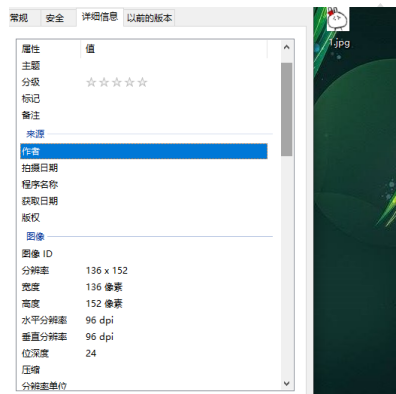 常规 安全 详细信息 以前的版本
1.jpg
属性 值
主题
分级 ☆☆☆☆☆
标记
备注
来源
作者
拍摄日期
程序名称
获取日期
版权
图像
图像 ID
分辨率 136 x 152
宽度 136 像素
高度 152 像素
水平分辨率 96 dpi
垂直分辨率 96 dpi
位深度 24
压缩
分辨率单位